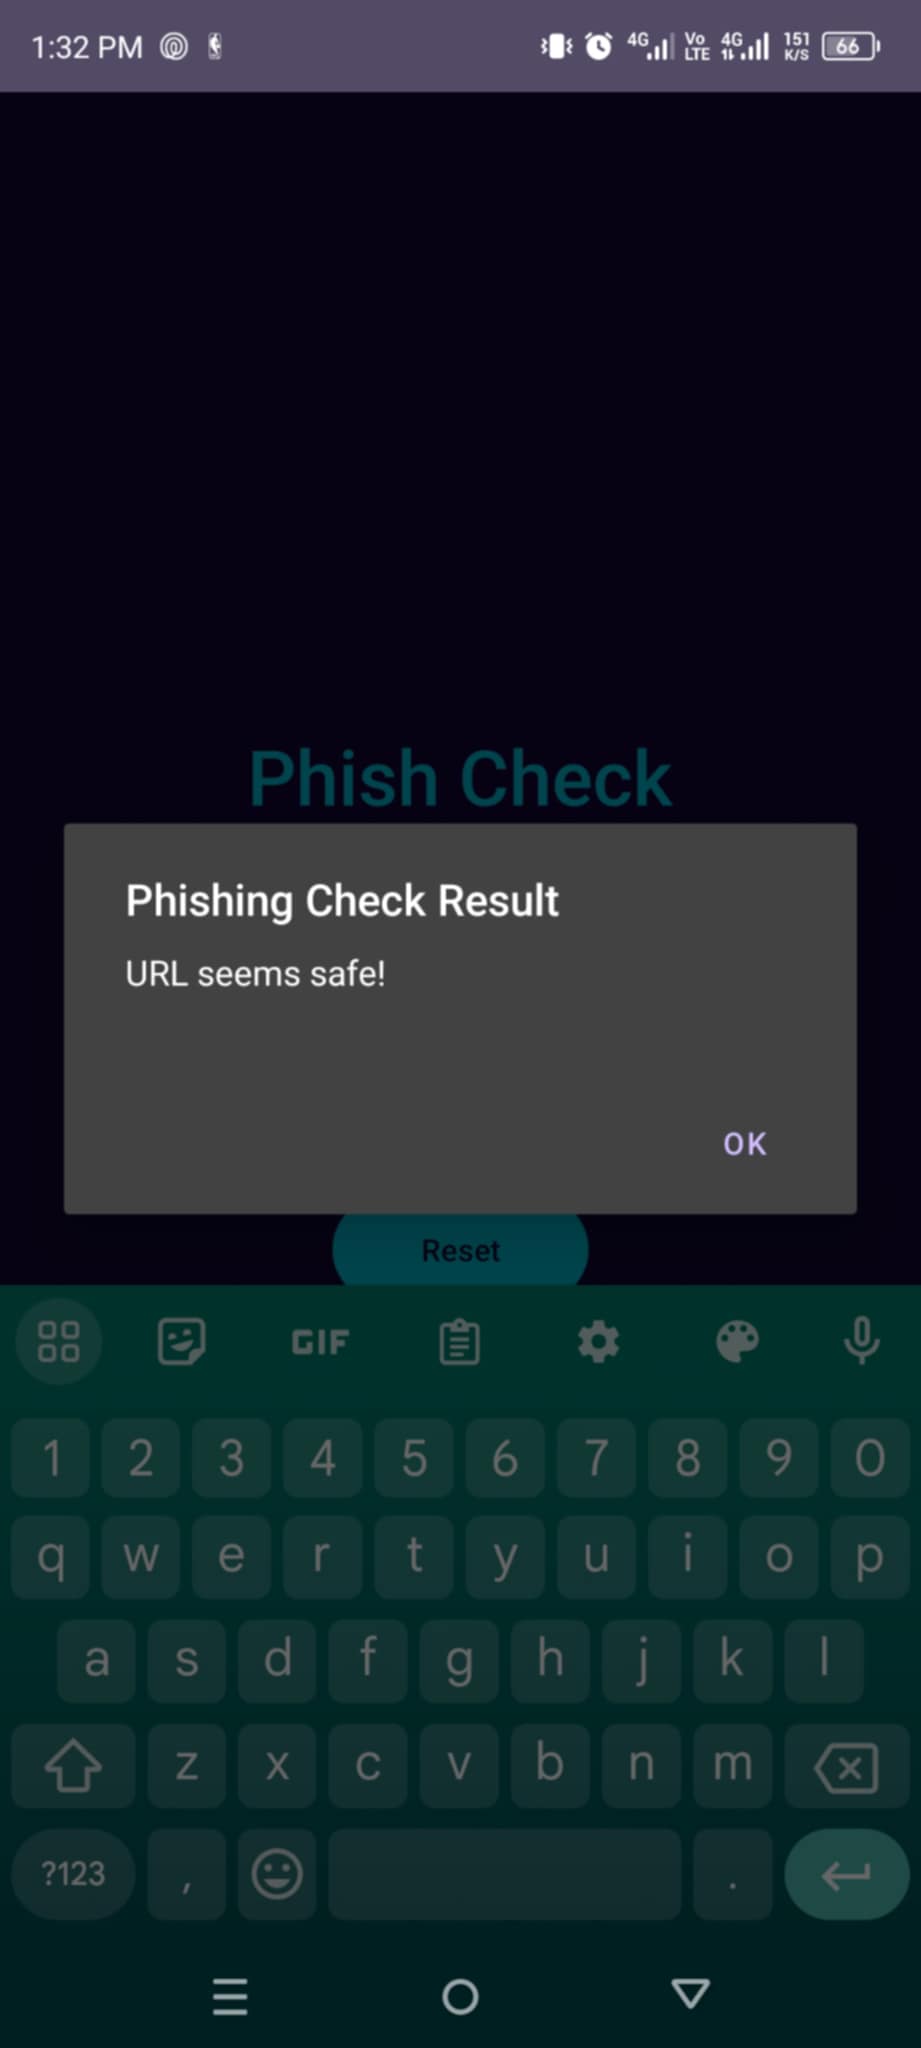 1:32 PM 4G Vo LTE 4G 151 K/S 66
Phish Check
Phishing Check Result
URL seems safe!
OK
Reset
GIF
1 2 3 4 5 6 7 8 9 0
q w e r t y u i o p
a s d f g h j k l
z x c v b n m
?123 , .